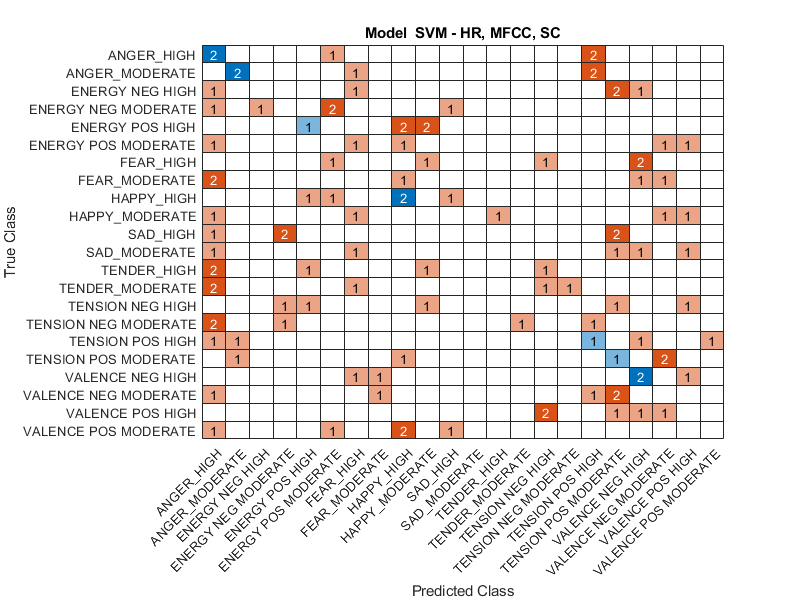 Model SVM - HR, MFCC, SC
True Class
ANGER_HIGH 2 1 2
ANGER_MODERATE 2 1 2
ENERGY NEG HIGH 1 1 2 1
ENERGY NEG MODERATE 1 1 2 1
ENERGY POS HIGH 1 2 2
ENERGY POS MODERATE 1 1 1 1 1
FEAR_HIGH 1 1 1 2
FEAR_MODERATE 2 1 1 1
HAPPY_HIGH 1 1 2 1
HAPPY_MODERATE 1 1 1 1 1
SAD_HIGH 1 2 2
SAD_MODERATE 1 1 1 1 1
TENDER_HIGH 2 1 1 1
TENDER_MODERATE 2 1 1 1
TENSION NEG HIGH 1 1 1 1 1
TENSION NEG MODERATE 2 1 1 1
TENSION POS HIGH 1 1 1 1 1
TENSION POS MODERATE 1 1 1 2
VALENCE NEG HIGH 1 1 2 1
VALENCE NEG MODERATE 1 1 1 2
VALENCE POS HIGH 2 1 1 1
VALENCE POS MODERATE 1 1 2 1
ANGER_HIGH
ANGER_MODERATE
ENERGY NEG HIGH
ENERGY NEG MODERATE
ENERGY POS HIGH
ENERGY POS MODERATE
FEAR_HIGH
FEAR_MODERATE
HAPPY_HIGH
HAPPY_MODERATE
SAD_HIGH
SAD_MODERATE
TENDER_HIGH
TENDER_MODERATE
TENSION NEG HIGH
TENSION NEG MODERATE
TENSION POS HIGH
TENSION POS MODERATE
VALENCE NEG HIGH
VALENCE NEG MODERATE
VALENCE POS HIGH
VALENCE POS MODERATE
Predicted Class